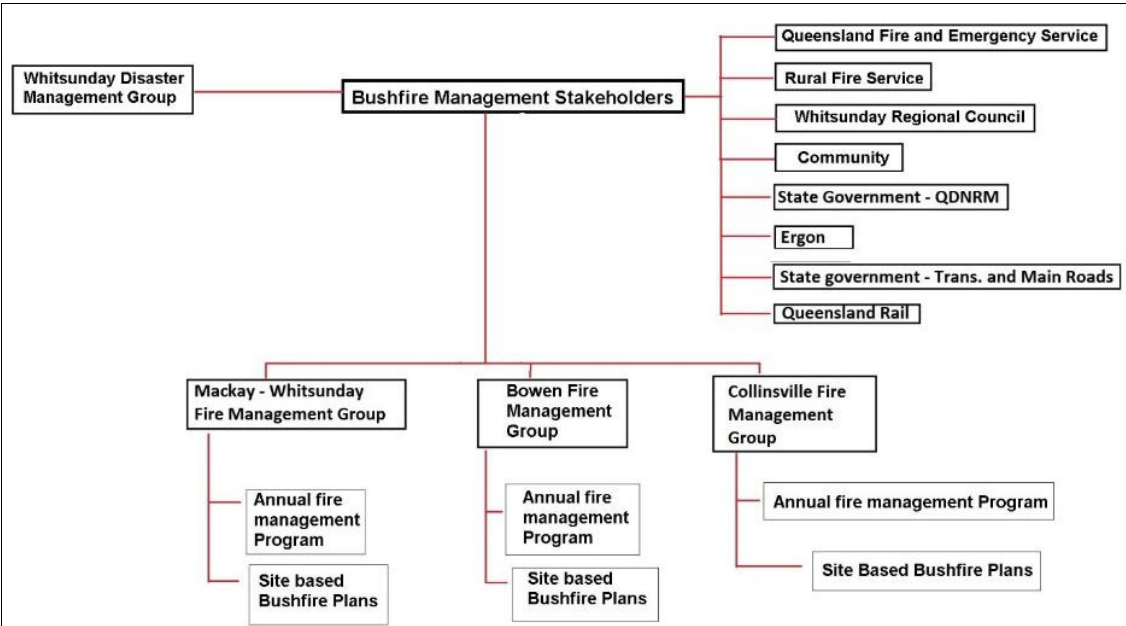 Whitsunday Disaster
Management Group
Bushfire Management Stakeholders
Queensland Fire and Emergency Service
Rural Fire Service
Whitsunday Regional Council
Community
State Government - QDNRM
Ergon
State government - Trans. and Main Roads
Queensland Rail
Mackay - Whitsunday
Fire Management Group
Annual fire
management
Program
Site based
Bushfire Plans
Bowen Fire
Management
Group
Annual fire
management
Program
Site based
Bushfire Plans
Collinsville Fire
Management
Group
Annual fire management Program
Site Based Bushfire Plans